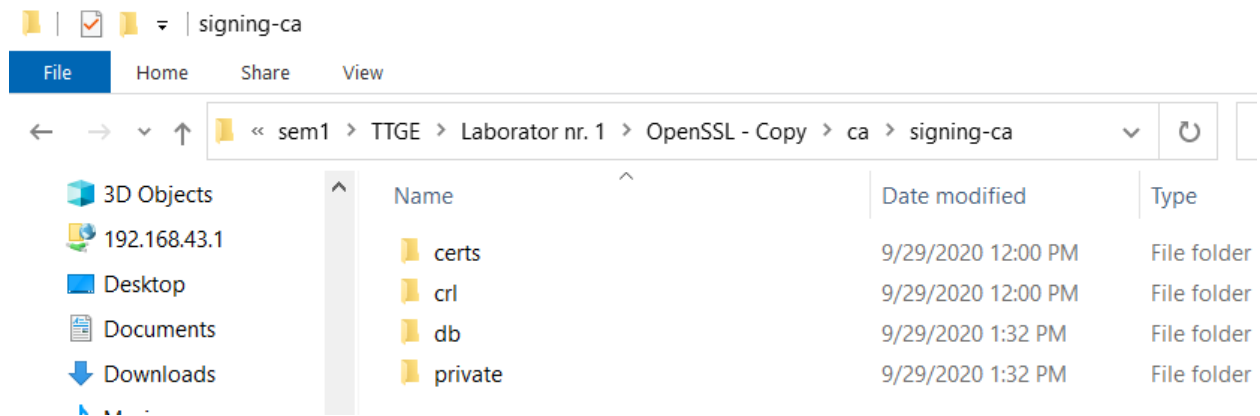 signing-ca
File Home Share View
« sem1 > TTGE > Laborator nr. 1 > OpenSSL - Copy > ca > signing-ca
3D Objects
192.168.43.1
Desktop
Documents
Downloads
Name Date modified Type
certs 9/29/2020 12:00 PM File folder
crl 9/29/2020 12:00 PM File folder
db 9/29/2020 1:32 PM File folder
private 9/29/2020 1:32 PM File folder